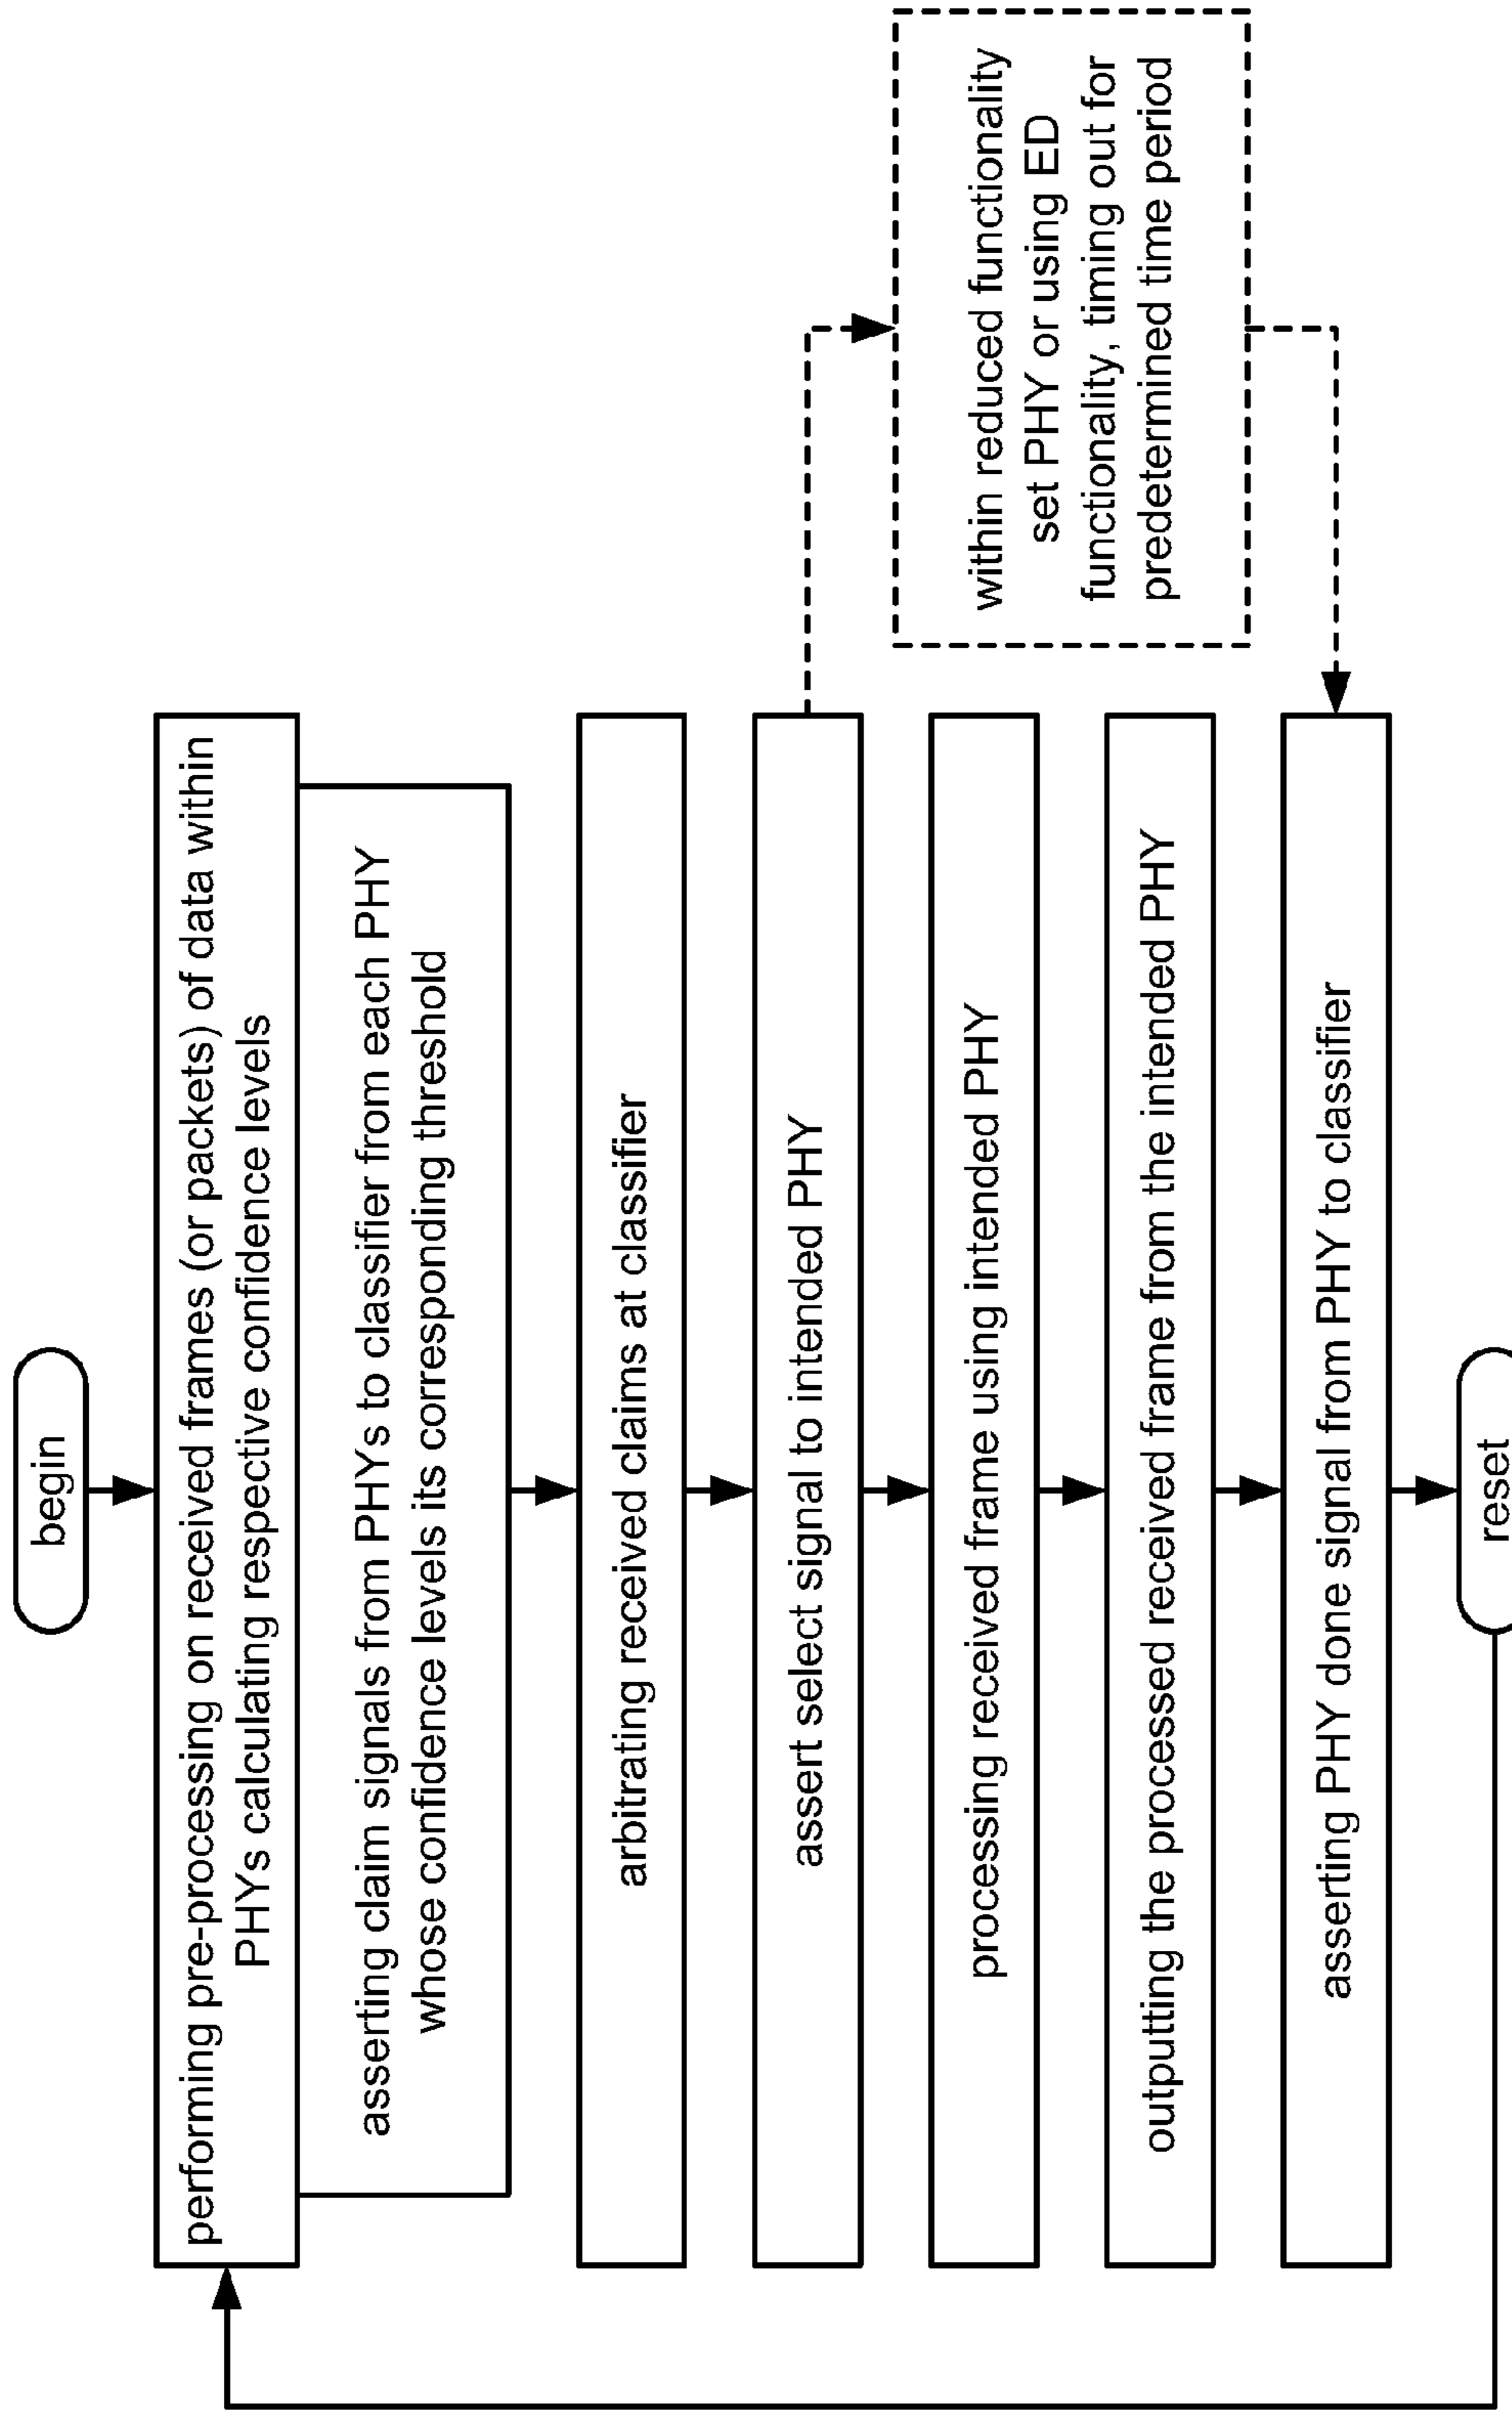 begin
performing pre-processing on received frames (or packets) of data within
PHYs calculating respective confidence levels
asserting claim signals from PHYs to classifier from each PHY
whose confidence levels its corresponding threshold
arbitrating received claims at classifier
assert select signal to intended PHY
within reduced functionality
set PHY or using ED
functionality, timing out for
predetermined time period
processing received frame using intended PHY
outputting the processed received frame from the intended PHY
asserting PHY done signal from PHY to classifier
reset